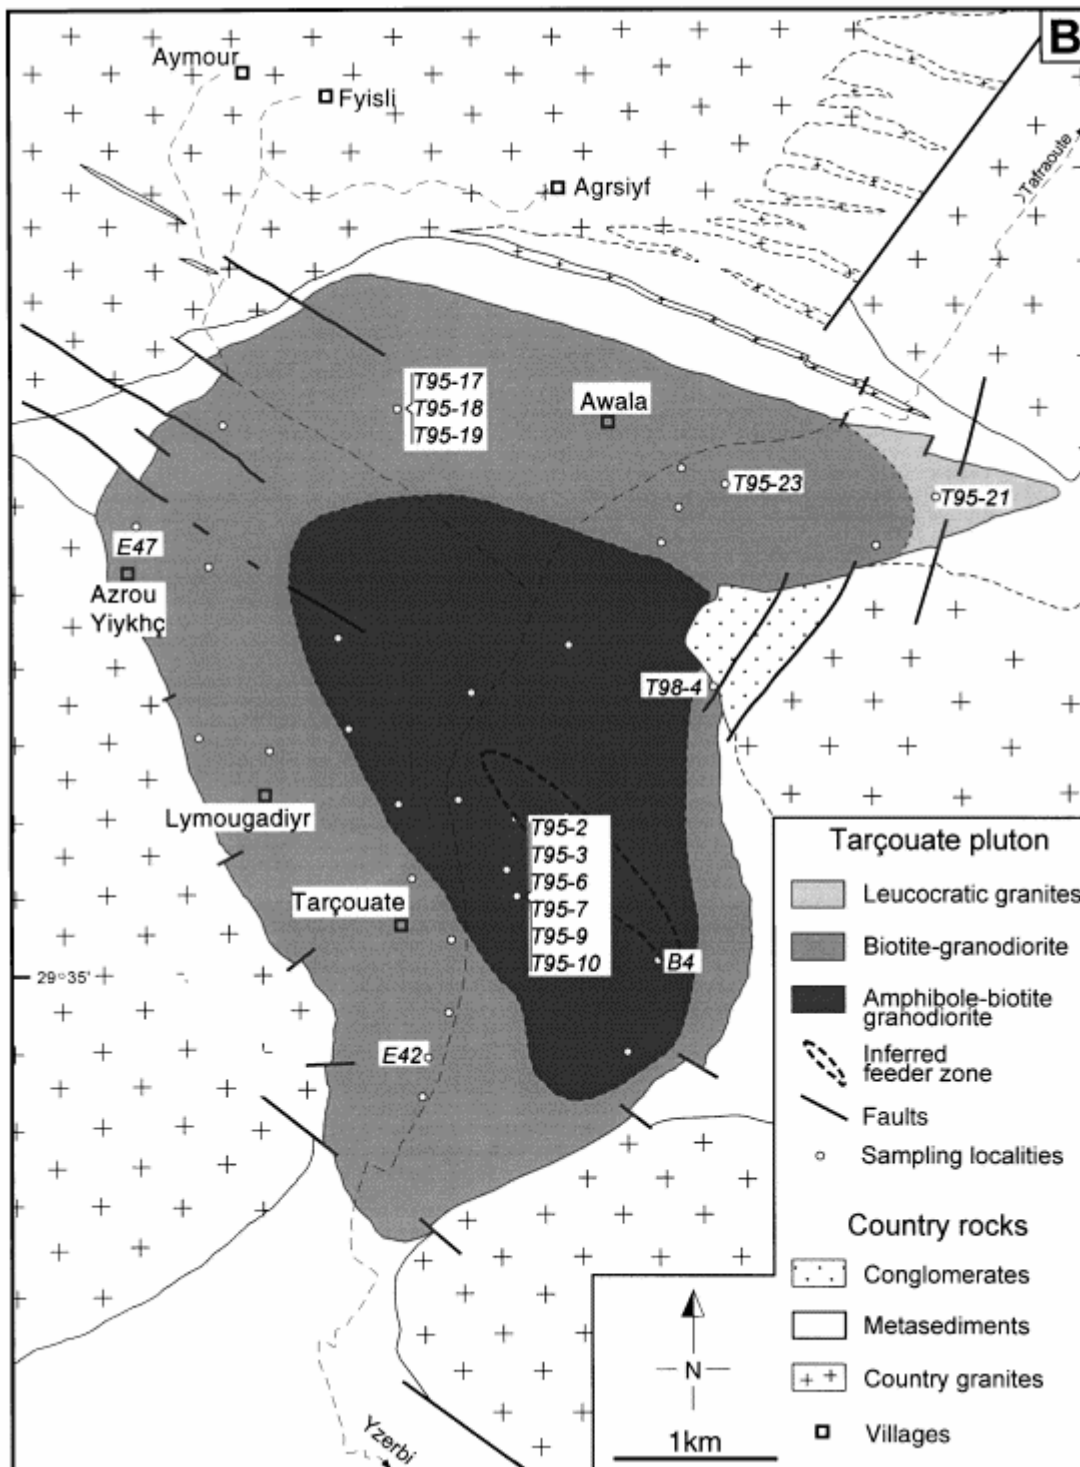 B
Aymour
Fyisli
Agrsiyf
Tafraoute
T95-17
T95-18
T95-19
Awala
T95-23
T95-21
E47
Azrou
Yiykhç
T98-4
Lymougadiyr
T95-2
T95-3
T95-6
T95-7
T95-9
T95-10
Tarçouate
B4
29°35'
E42
Yzerbi
Tarçouate pluton
Leucocratic granites
Biotite-granodiorite
Amphibole-biotite
granodiorite
Inferred
feeder zone
Faults
Sampling localities
Country rocks
Conglomerates
Metasediments
Country granites
Villages
N
1km